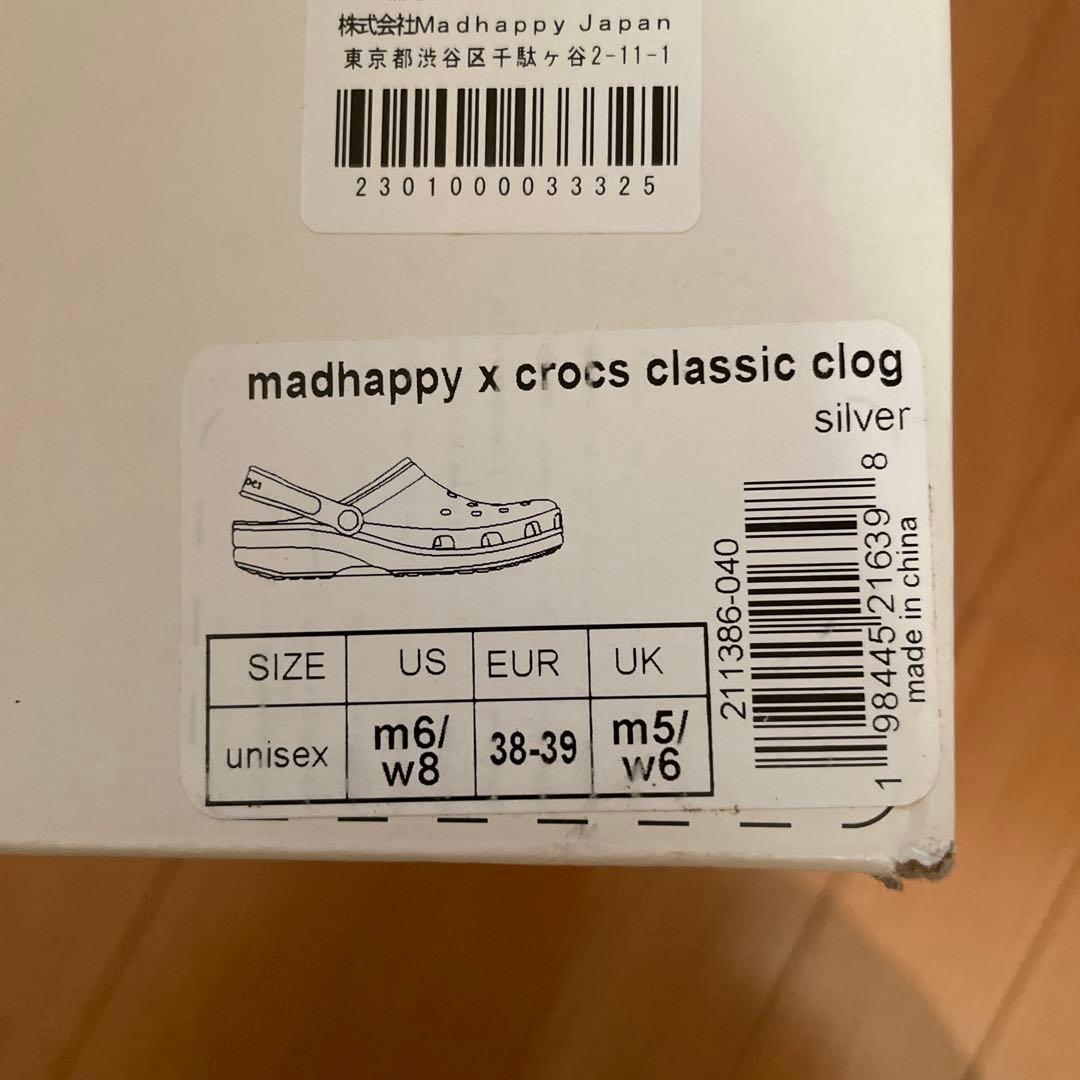 株式会社Madhappy Japan
東京都渋谷区千駄ヶ谷2-11-1
2301000033325
madhappy x crocs classic clog
silver
SIZE US EUR UK
unisex m6/w8 38-39 m5/w6
211386-040
1 98445 21639 8
made in china